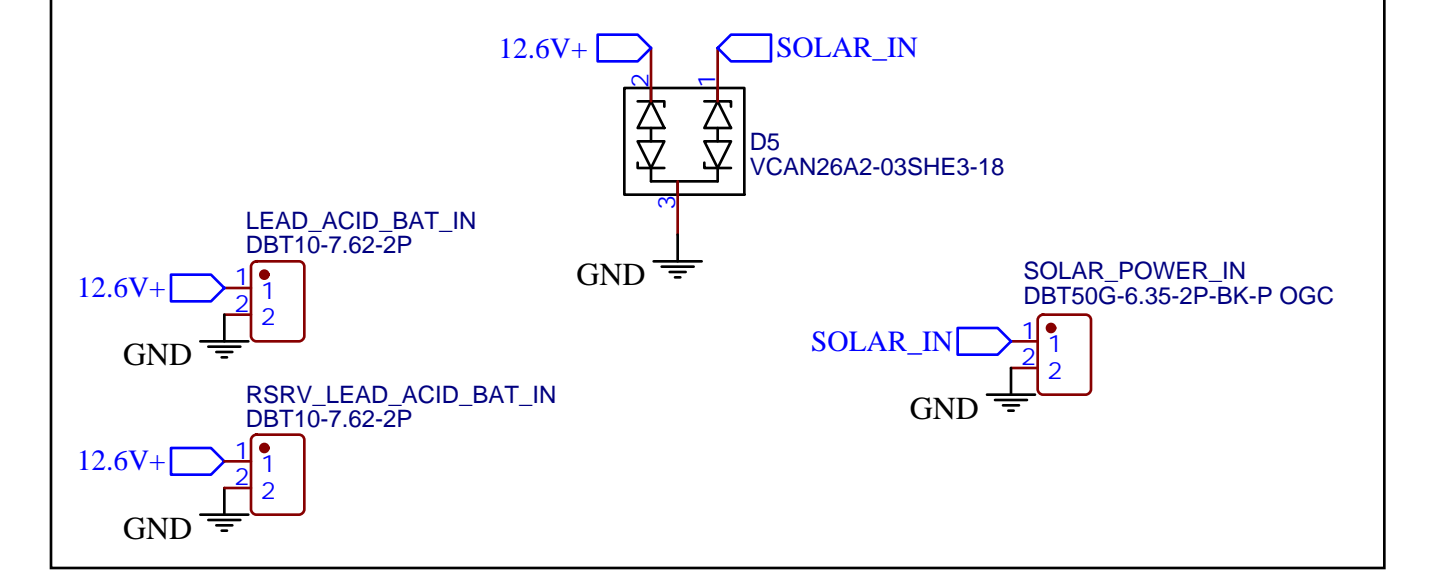 12.6V+
SOLAR_IN
2
1
D5
VCAN26A2-03SHE3-18
3
GND
LEAD_ACID_BAT_IN
DBT10-7.62-2P
12.6V+
1
1
2
2
GND
SOLAR_POWER_IN
DBT50G-6.35-2P-BK-P OGC
SOLAR_IN
1
1
2
2
GND
RSRV_LEAD_ACID_BAT_IN
DBT10-7.62-2P
12.6V+
1
1
2
2
GND